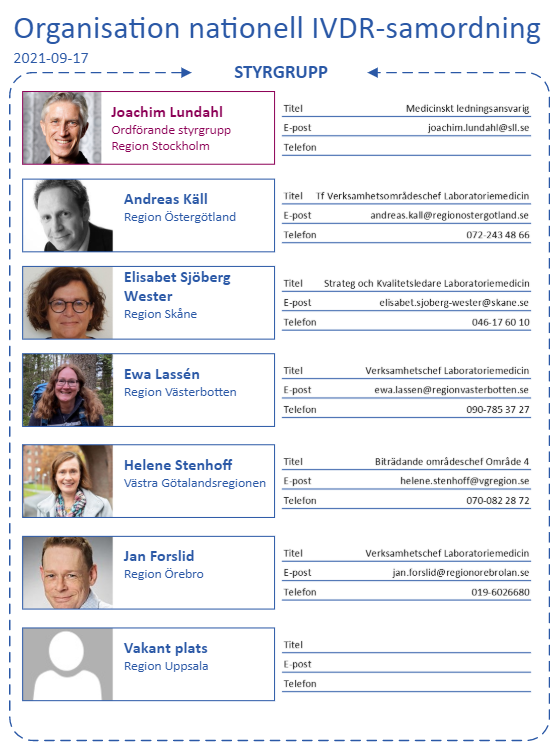 Organisation nationell IVDR-samordning
2021-09-17
STYRGRUPP
Joachim Lundahl
Ordförande styrgrupp
Region Stockholm
Titel Medicinskt ledningsansvarig
E-post joachim.lundahl@sll.se
Telefon
Andreas Käll
Region Östergötland
Titel Tf Verksamhetsområdeschef Laboratoriemedicin
E-post andreas.kall@regionostergotland.se
Telefon 072-243 48 66
Elisabet Sjöberg
Wester
Region Skåne
Titel Strateg och Kvalitetsledare Laboratoriemedicin
E-post elisabet.sjoberg-wester@skane.se
Telefon 046-17 60 10
Ewa Lassén
Region Västerbotten
Titel Verksamhetschef Laboratoriemedicin
E-post ewa.lassen@regionvasterbotten.se
Telefon 090-785 37 27
Helene Stenhoff
Västra Götalandsregionen
Titel Biträdande områdeschef Område 4
E-post helene.stenhoff@vgregion.se
Telefon 070-082 28 72
Jan Forslid
Region Örebro
Titel Verksamhetschef Laboratoriemedicin
E-post jan.forslid@regionorebrolan.se
Telefon 019-6026680
Vakant plats
Region Uppsala
Titel
E-post
Telefon